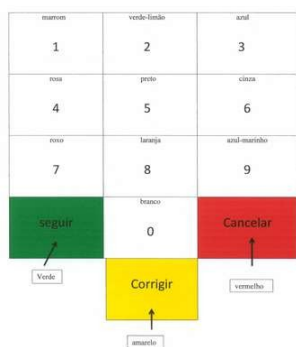 marrom verde-limão azul
1 2 3
rosa preto cinza
4 5 6
roxo laranja azul-marinho
7 8 9
branco
seguir 0 Cancelar
Verde Corrigir vermelho
amarelo